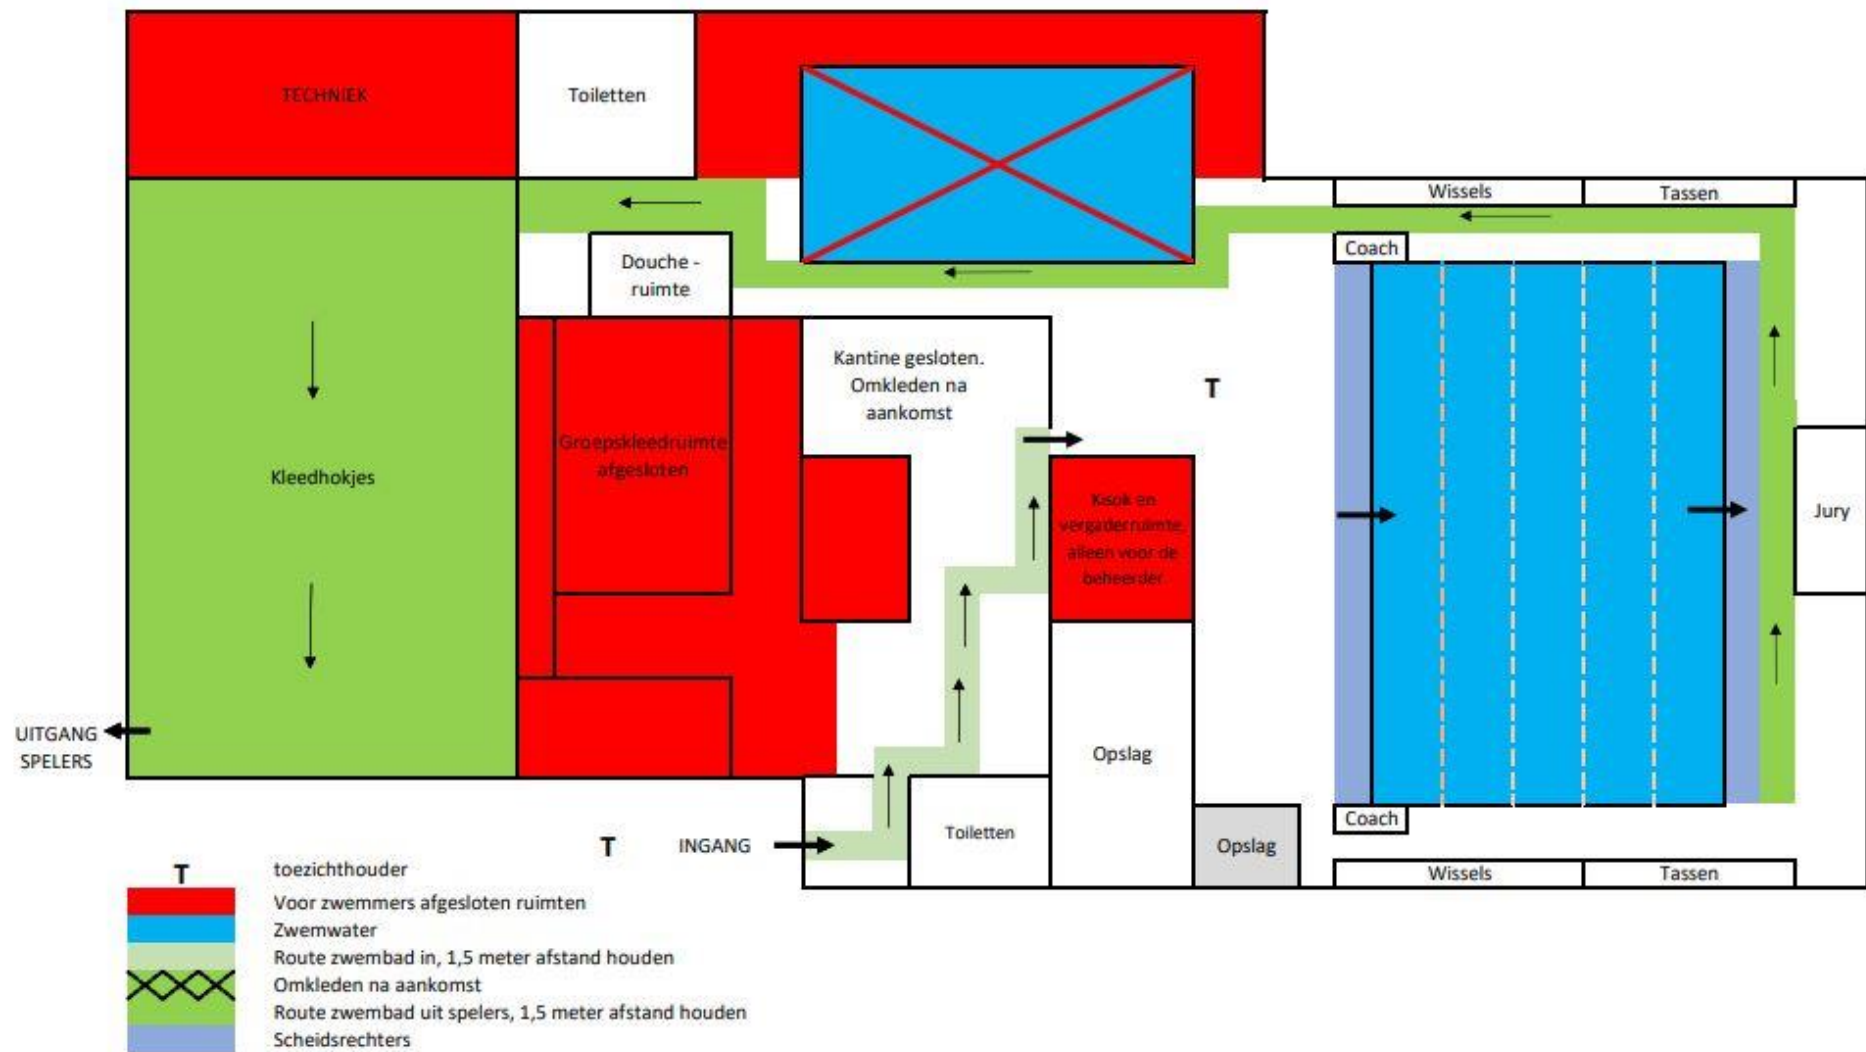 TECHNIEK
Toiletten
Wissels
Tassen
Coach
Douche -
ruimte
Kantine gesloten.
Omkleden na
aankomst
T
Groepskleedruimte
afgesloten
Kleedhokjes
Kisok en
vergaderruimte,
alleen voor de
beheerder
Jury
UITGANG
SPELERS
Opslag
Coach
T
INGANG
Toiletten
Opslag
Wissels
Tassen
T
toezichthouder
Voor zwemmers afgesloten ruimten
Zwemwater
Route zwembad in, 1,5 meter afstand houden
Omkleden na aankomst
Route zwembad uit spelers, 1,5 meter afstand houden
Scheidsrechters